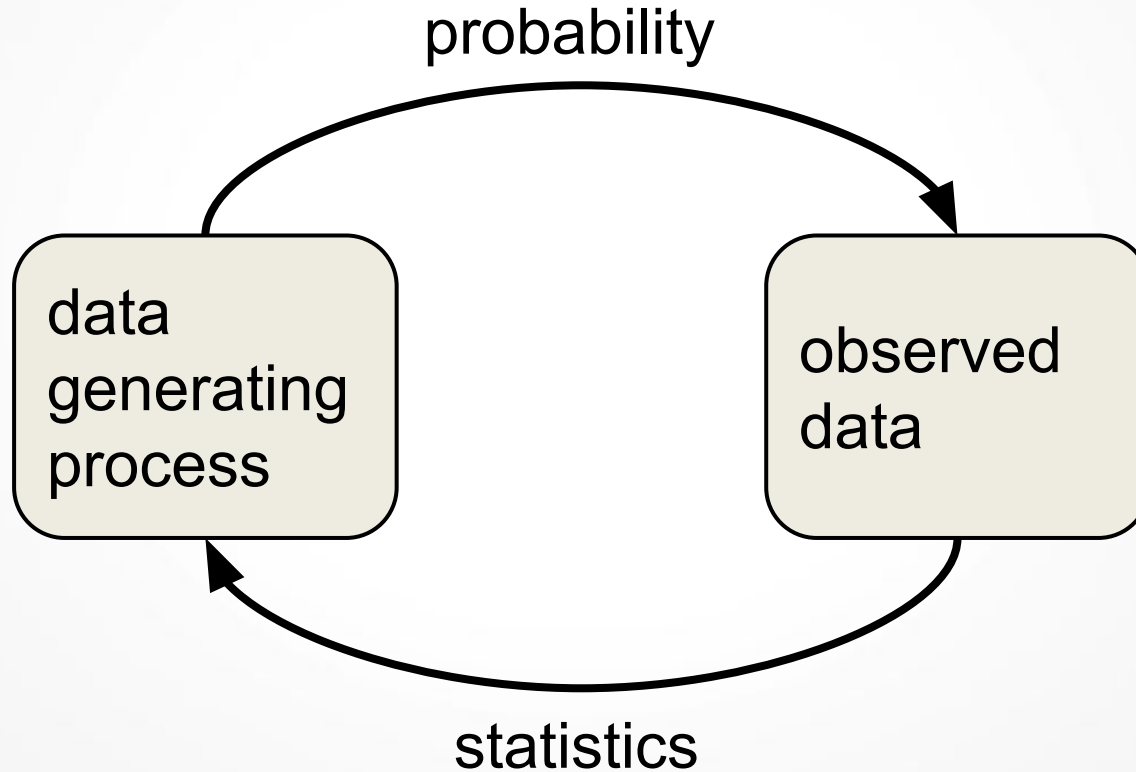 probability
data
generating
process
observed
data
statistics